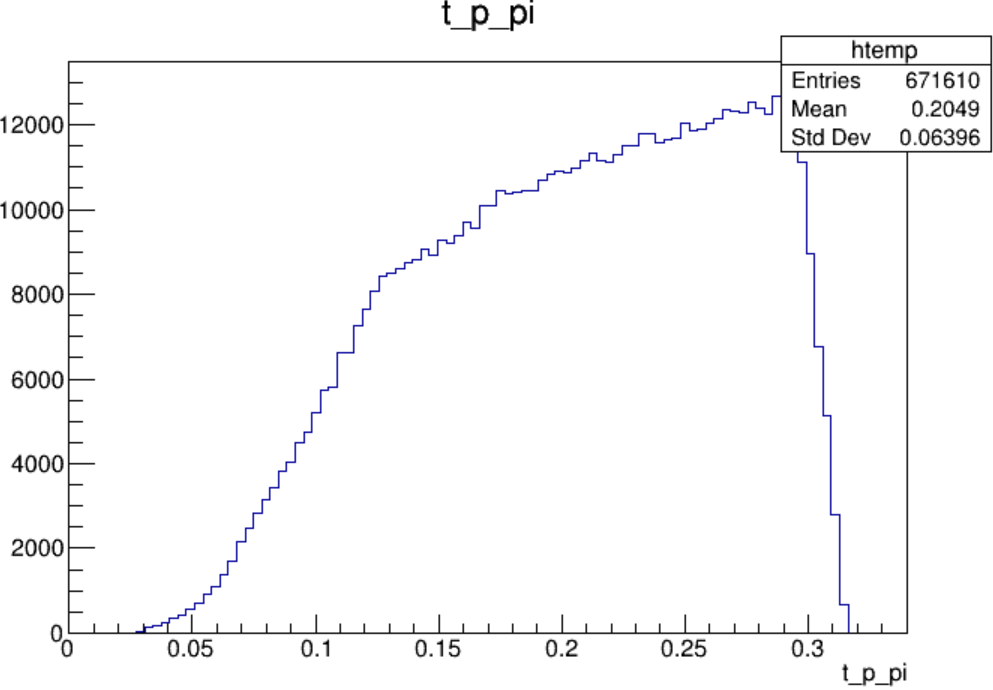 t_p_pi
htemp
Entries 671610
Mean 0.2049
Std Dev 0.06396
12000
10000
8000
6000
4000
2000
0
0 0.05 0.1 0.15 0.2 0.25 0.3
t_p_pi